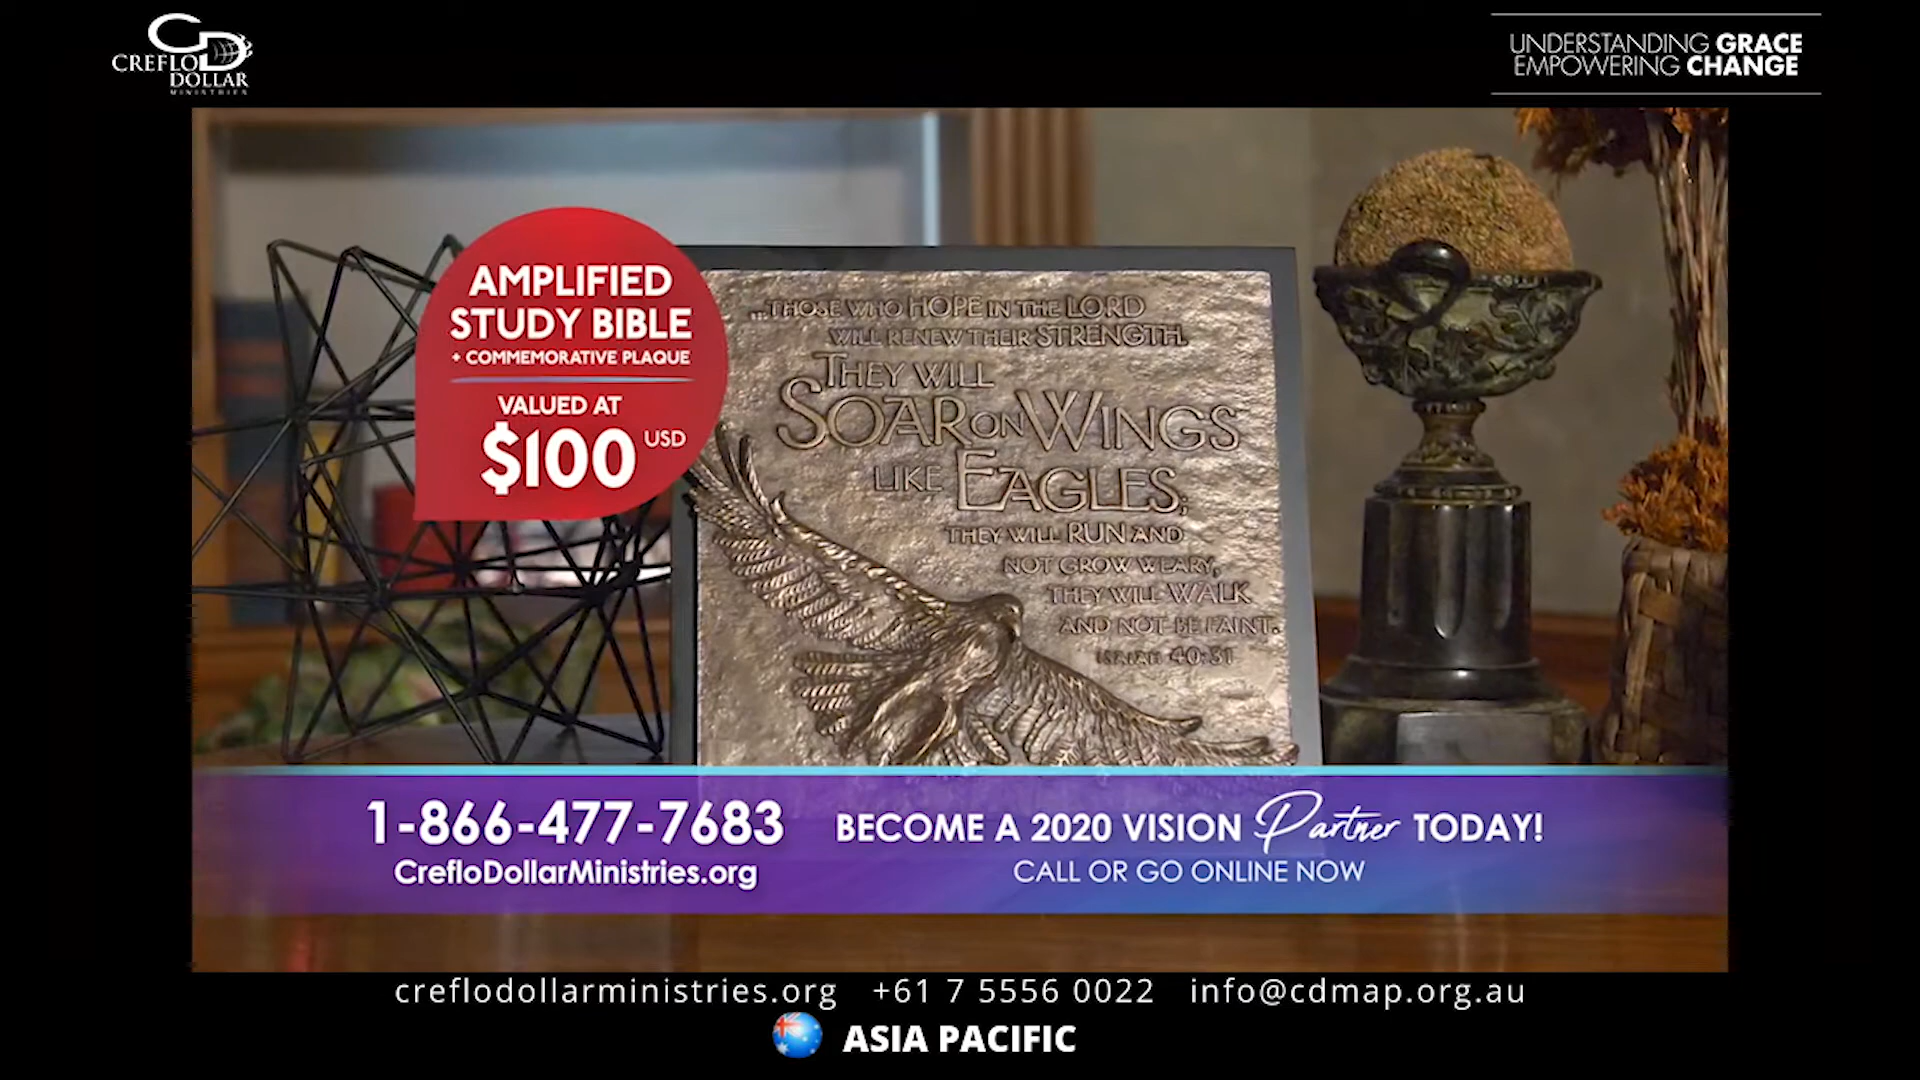 CREFLO
DOLLAR
MINISTRIES
UNDERSTANDING GRACE
EMPOWERING CHANGE
AMPLIFIED
STUDY BIBLE
+ COMMEMORATIVE PLAQUE
VALUED AT
$100 USD
...THOSE WHO HOPE IN THE LORD
WILL RENEW THEIR STRENGTH.
THEY WILL
SOAR ON WINGS
LIKE EAGLES;
THEY WILL RUN AND
NOT GROW WEARY,
THEY WILL WALK
AND NOT BE FAINT.
ISAIAH 40:31
1-866-477-7683
CrefloDollarMinistries.org
BECOME A 2020 VISION Partner TODAY!
CALL OR GO ONLINE NOW
creflodollarministries.org +61 7 5556 0022 info@cdmap.org.au
ASIA PACIFIC